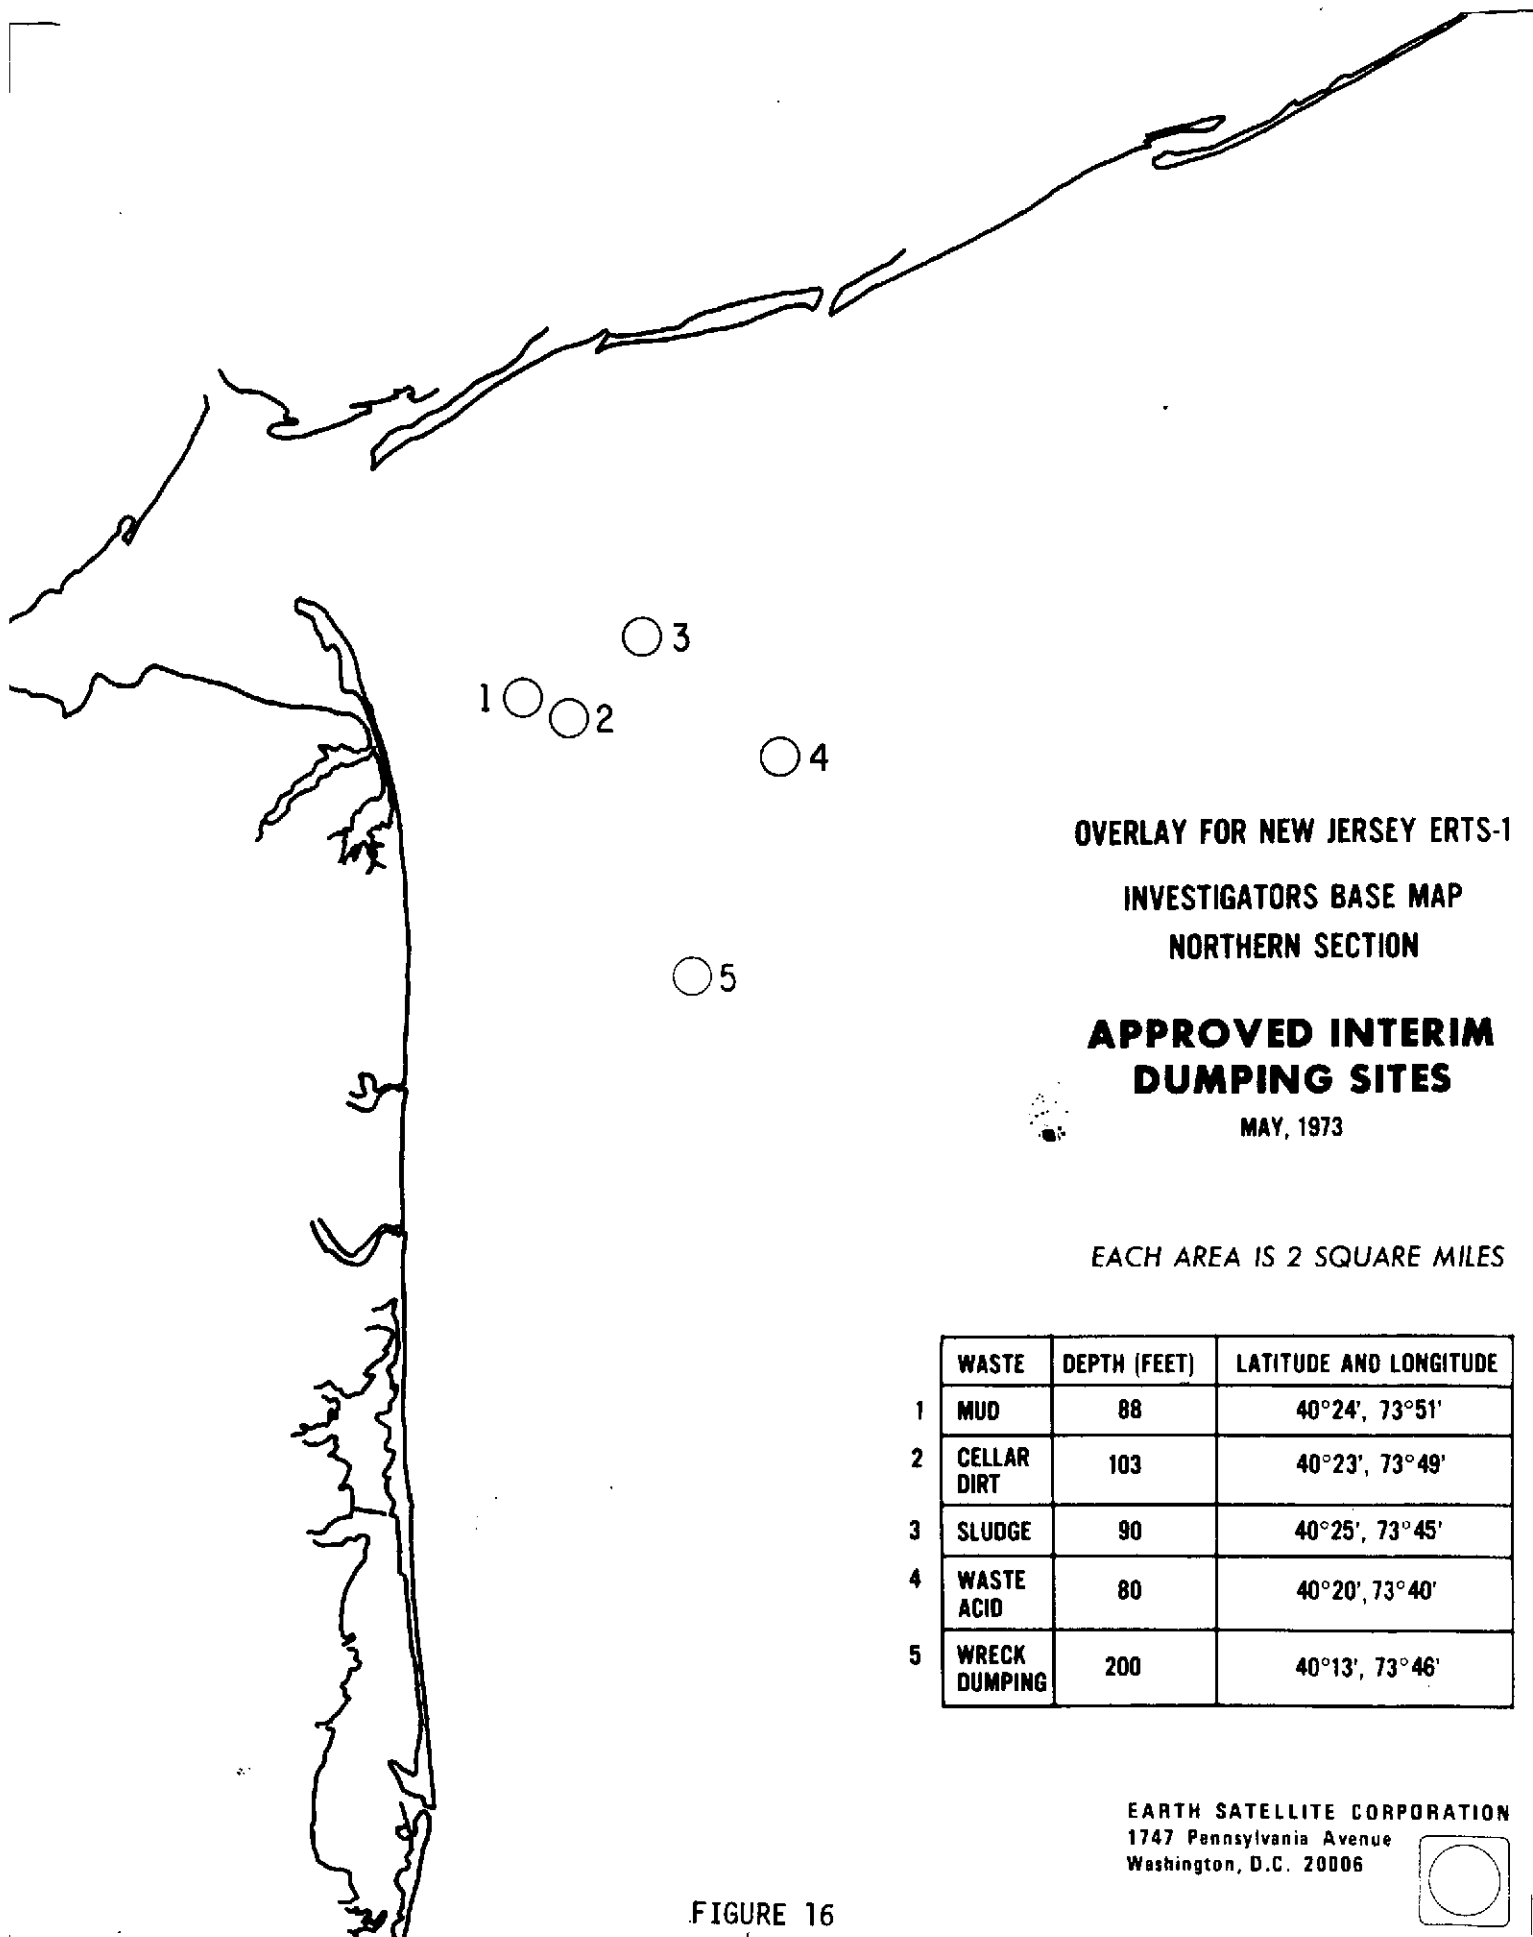 3
1
2
4
5
OVERLAY FOR NEW JERSEY ERTS-1
INVESTIGATORS BASE MAP
NORTHERN SECTION
APPROVED INTERIM
DUMPING SITES
MAY, 1973
EACH AREA IS 2 SQUARE MILES
WASTE DEPTH (FEET) LATITUDE AND LONGITUDE
1 MUD 88 40°24', 73°51'
2 CELLAR DIRT 103 40°23', 73°49'
3 SLUDGE 90 40°25', 73°45'
4 WASTE ACID 80 40°20', 73°40'
5 WRECK DUMPING 200 40°13', 73°46'
EARTH SATELLITE CORPORATION
1747 Pennsylvania Avenue
Washington, D.C. 20006
FIGURE 16